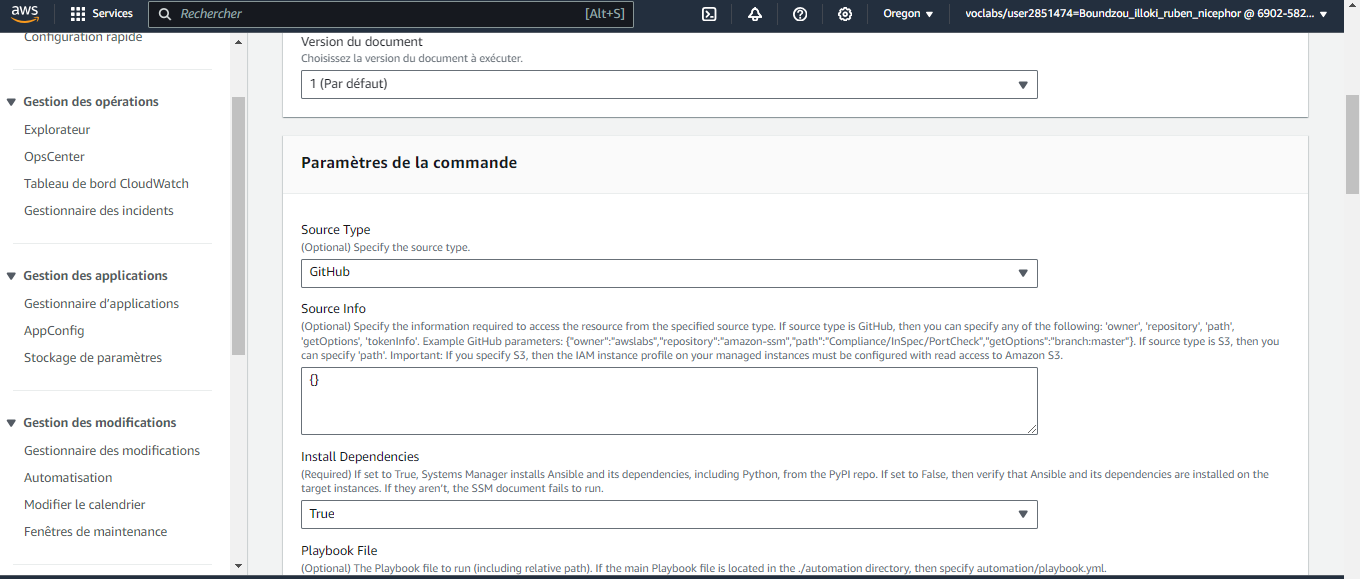 aws
Services
Rechercher
[Alt+S]
Oregon
voclabs/user2851474=Boundzou_illoki_ruben_nicephor @ 6902-582...
Configuration rapide
Gestion des opérations
Explorateur
OpsCenter
Tableau de bord CloudWatch
Gestionnaire des incidents
Gestion des applications
Gestionnaire d'applications
AppConfig
Stockage de paramètres
Gestion des modifications
Gestionnaire des modifications
Automatisation
Modifier le calendrier
Fenêtres de maintenance
Version du document
Choisissez la version du document à exécuter.
1 (Par défaut)
Paramètres de la commande
Source Type
(Optional) Specify the source type.
GitHub
Source Info
(Optional) Specify the information required to access the resource from the specified source type. If source type is GitHub, then you can specify any of the following: 'owner', 'repository', 'path',
'getOptions', 'tokenInfo'. Example GitHub parameters: {"owner":"awslabs","repository":"amazon-ssm","path":"Compliance/InSpec/PortCheck","getOptions":"branch:master"}. If source type is S3, then you
can specify 'path'. Important: If you specify S3, then the IAM instance profile on your managed instances must be configured with read access to Amazon S3.
{}
Install Dependencies
(Required) If set to True, Systems Manager installs Ansible and its dependencies, including Python, from the PyPI repo. If set to False, then verify that Ansible and its dependencies are installed on the
target instances. If they aren't, the SSM document fails to run.
True
Playbook File
(Optional) The Playbook file to run (including relative path). If the main Playbook file is located in the ./automation directory, then specify automation/playbook.yml.